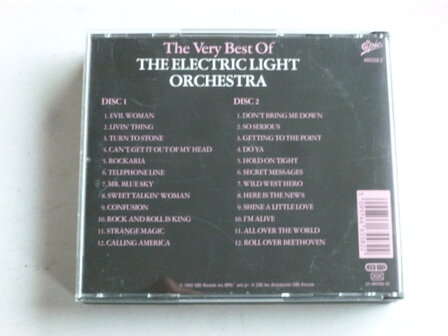 The Very Best Of
THE ELECTRIC LIGHT
ORCHESTRA
Epic
DISC 1
1. EVIL WOMAN
2. LIVIN' THING
3. TURN TO STONE
4. CAN'T GET IT OUT OF MY HEAD
5. ROCKARIA
6. TELEPHONE LINE
7. MR. BLUE SKY
8. SWEET TALKIN' WOMAN
9. CONFUSION
10. ROCK AND ROLL IS KING
11. STRANGE MAGIC
12. CALLING AMERICA
DISC 2
1. DON'T BRING ME DOWN
2. SO SERIOUS
3. GETTING TO THE POINT
4. DO YA
5. HOLD ON TIGHT
6. SECRET MESSAGES
7. WILD WEST HERO
8. HERE IS THE NEWS
9. SHINE A LITTLE LOVE
10. I'M ALIVE
11. ALL OVER THE WORLD
12. ROLL OVER BEETHOVEN